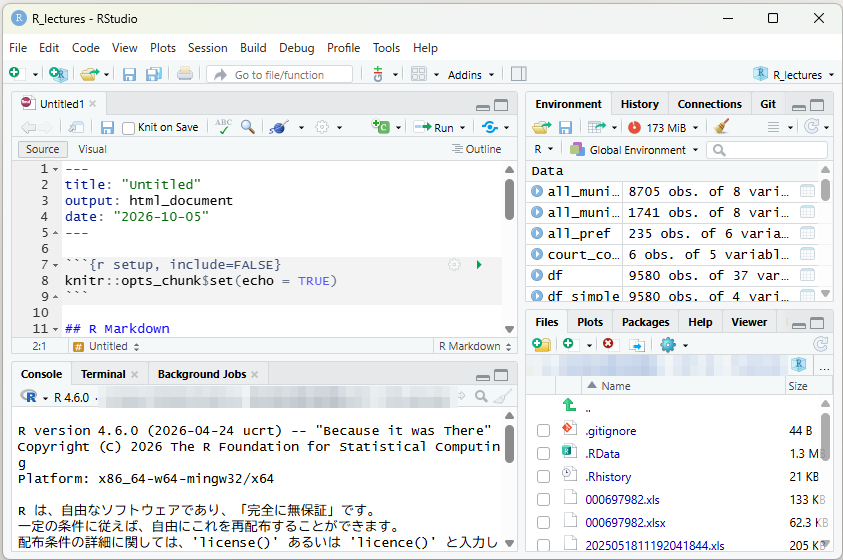 R_lectures - RStudio
File Edit Code View Plots Session Build Debug Profile Tools Help
Go to file/function Addins R_lectures
Untitled1
Knit on Save ABC Run
Source Visual Outline
1 ---
2 title: "Untitled"
3 output: html_document
4 date: "2026-10-05"
5 ---
6
7 ```{r setup, include=FALSE}
8 knitr::opts_chunk$set(echo = TRUE)
9 ```
10
11 ## R Markdown
2:1 # Untitled R Markdown
Console Terminal Background Jobs
R 4.6.0 ·
R version 4.6.0 (2026-04-24 ucrt) -- "Because it was There"
Copyright (C) 2026 The R Foundation for Statistical Computin
g
Platform: x86_64-w64-mingw32/x64
R は、自由なソフトウェアであり、「完全に無保証」です。
一定の条件に従えば、自由にこれを再配布することができます。
配布条件の詳細に関しては、'license()' あるいは 'licence()' と入力し
Environment History Connections Git
173 MiB
R Global Environment
Data
all_muni… 8705 obs. of 8 vari…
all_muni… 1741 obs. of 8 vari…
all_pref 235 obs. of 6 varia…
court_co… 6 obs. of 5 variabl…
df 9580 obs. of 37 var…
df_simple 9580 obs. of 4 vari…
Files Plots Packages Help Viewer
...
Name Size
..
.gitignore 44 B
.RData 1.3 M
.Rhistory 21 KB
000697982.xls 133 KB
000697982.xlsx 62.3 KB
2025051811192041844.xls 205 KB